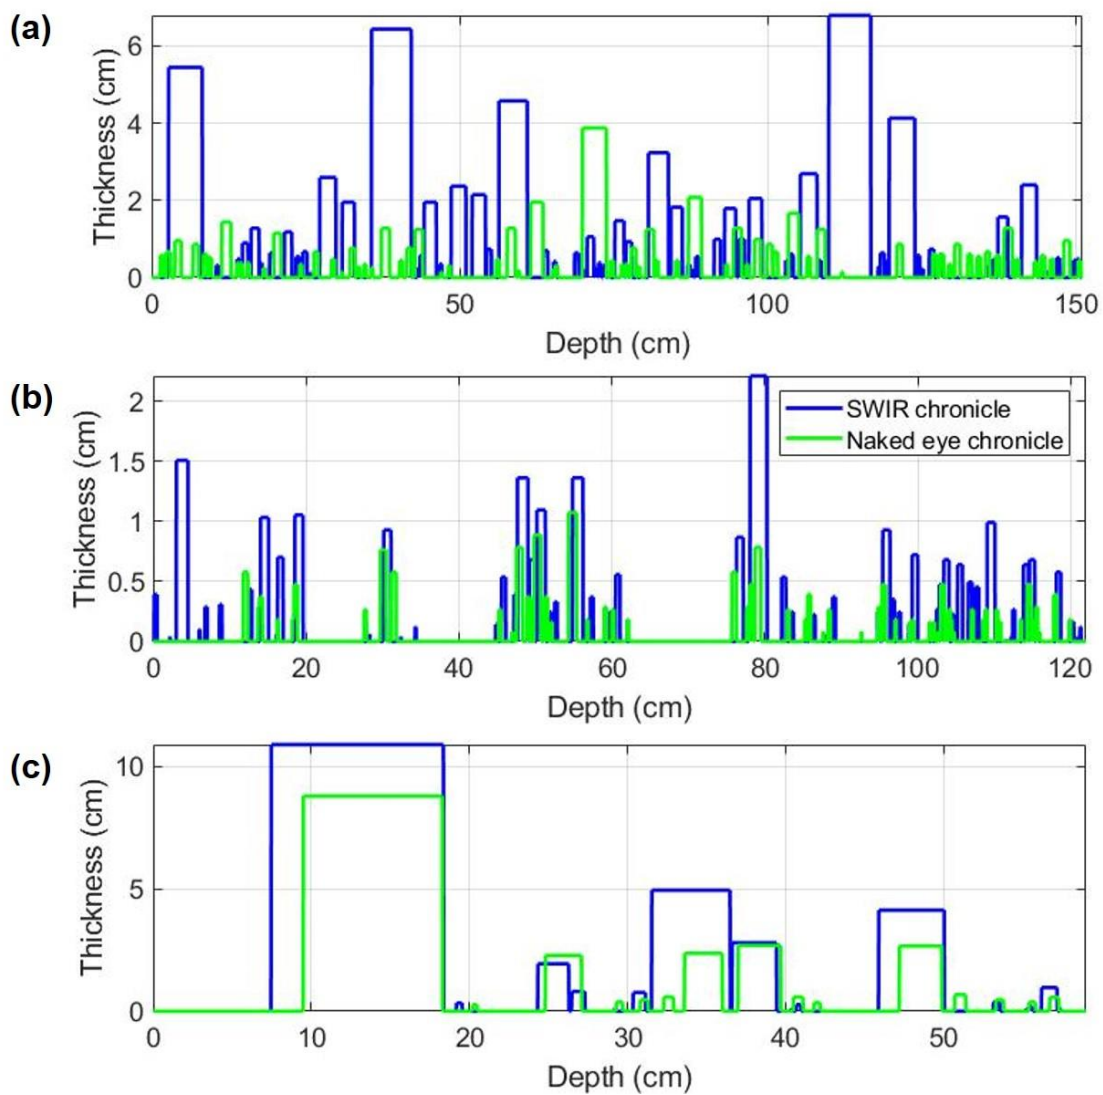 (a)
Thickness (cm)
6
4
2
0
0 50 100 150
Depth (cm)
(b)
Thickness (cm)
2
1.5
1
0.5
0
SWIR chronicle
Naked eye chronicle
0 20 40 60 80 100 120
Depth (cm)
(c)
Thickness (cm)
10
5
0
0 10 20 30 40 50
Depth (cm)